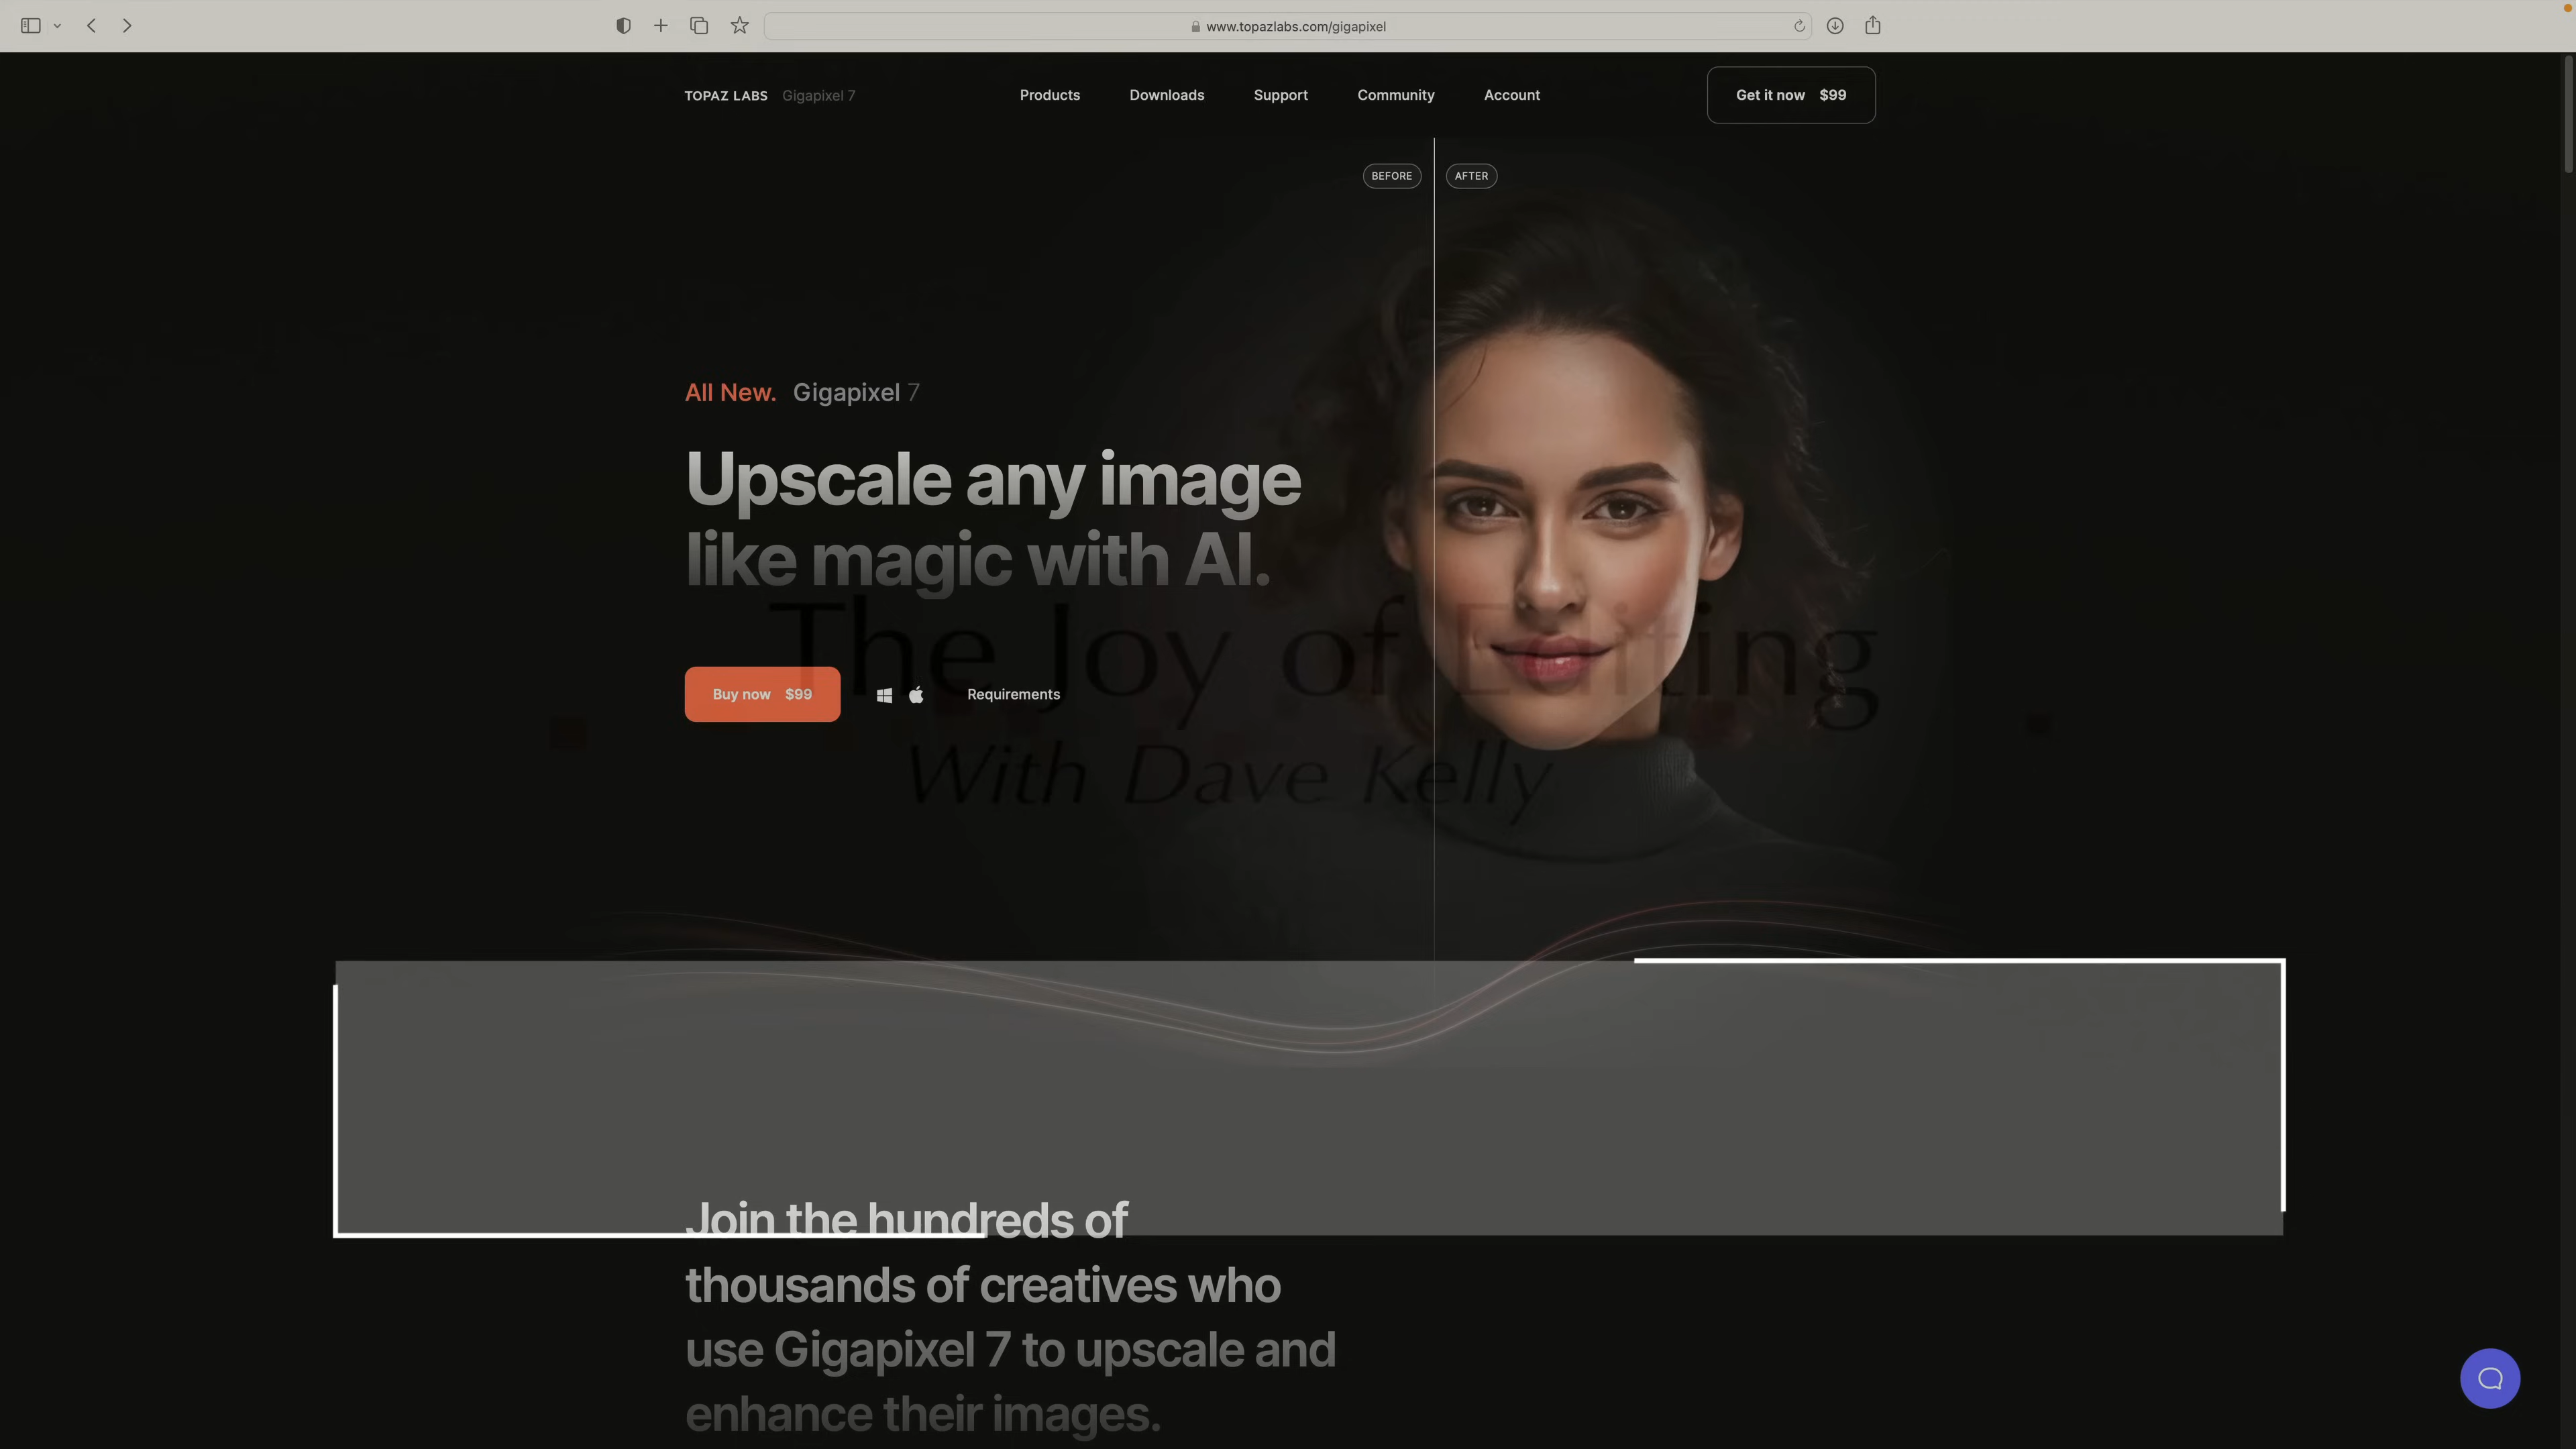 www.topazlabs.com/gigapixel
TOPAZ LABS Gigapixel 7 Products Downloads Support Community Account Get it now $99
BEFORE AFTER
All New. Gigapixel 7
Upscale any image
like magic with AI.
The Joy of Editing
Buy now $99 Requirements
With Dave Kelly
Join the hundreds of
thousands of creatives who
use Gigapixel 7 to upscale and
enhance their images.